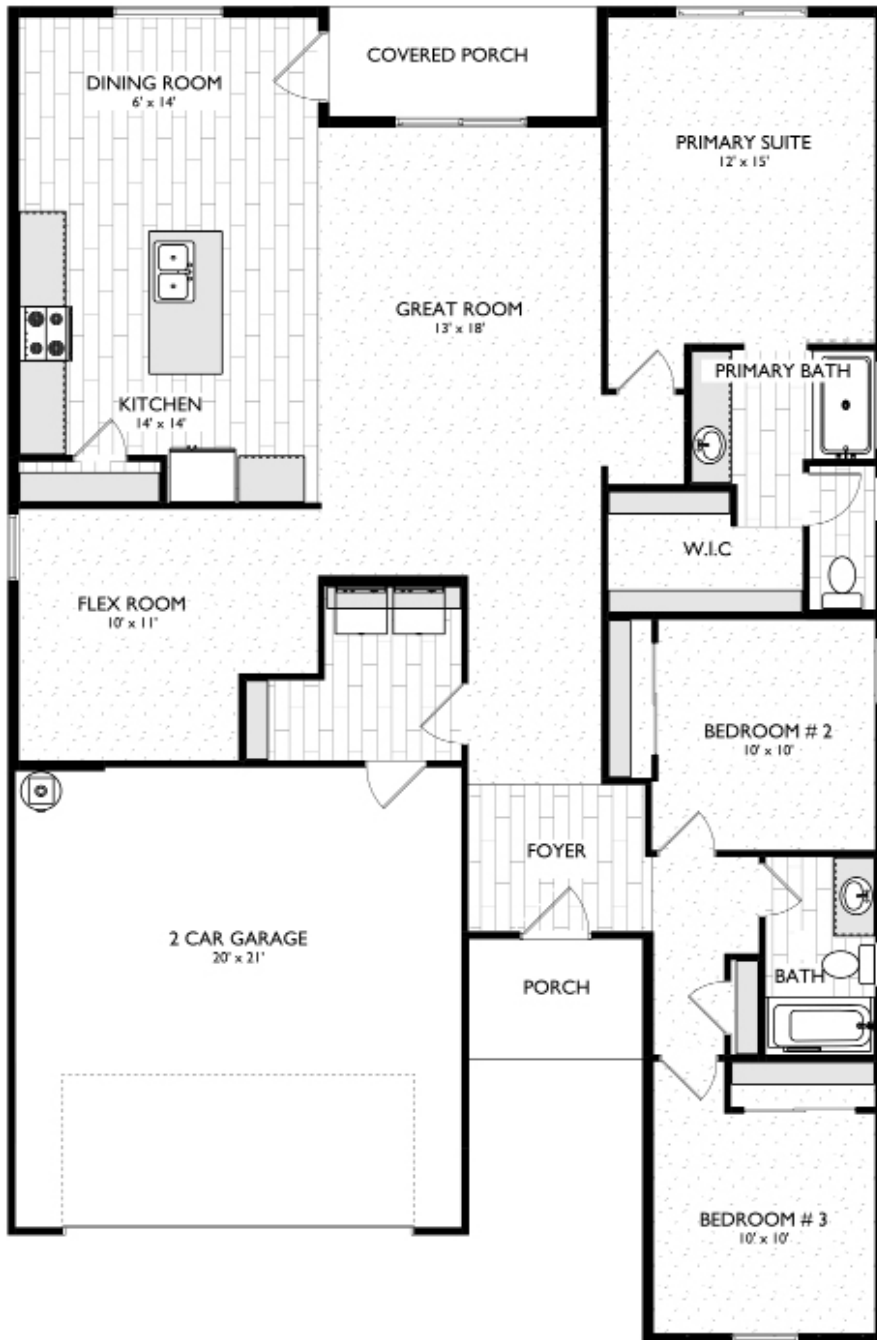 COVERED PORCH
DINING ROOM
6' x 14'
PRIMARY SUITE
12' x 15'
GREAT ROOM
13' x 18'
PRIMARY BATH
KITCHEN
14' x 14'
W.I.C
FLEX ROOM
10' x 11'
BEDROOM # 2
10' x 10'
FOYER
2 CAR GARAGE
20' x 21'
BATH
PORCH
BEDROOM # 3
10' x 10'